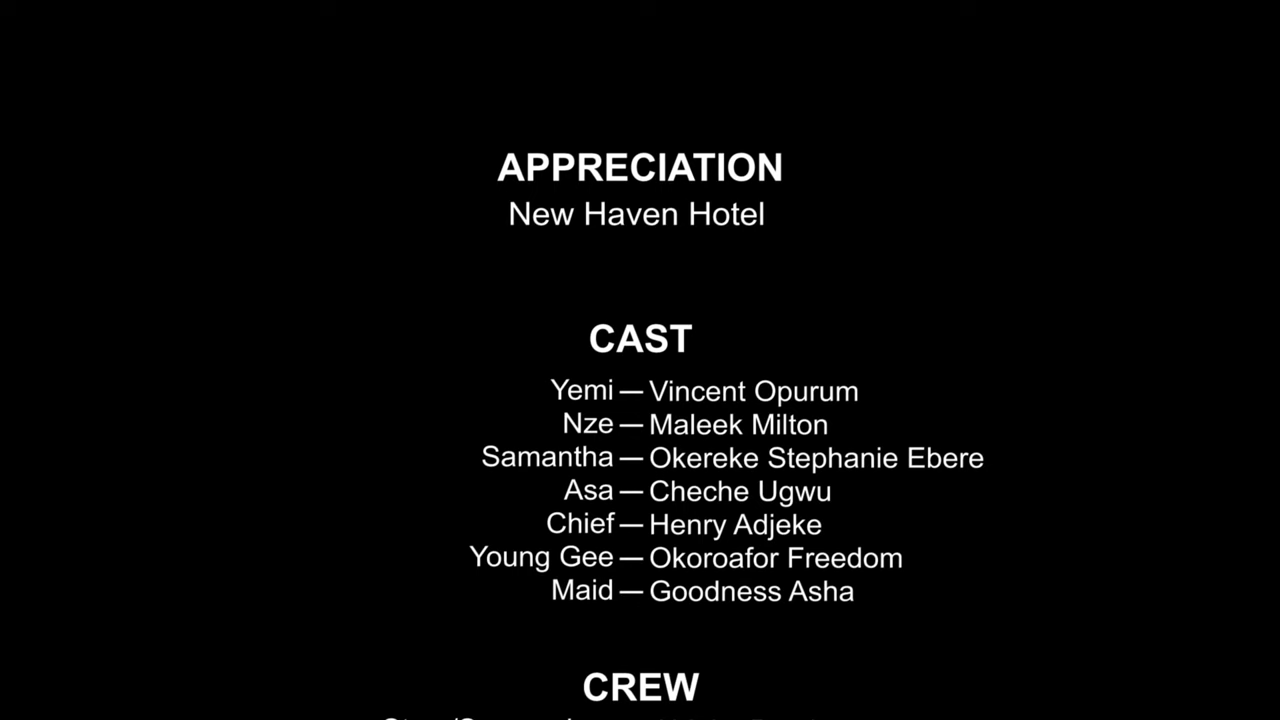 APPRECIATION
New Haven Hotel
CAST
Yemi — Vincent Opurum
Nze — Maleek Milton
Samantha — Okereke Stephanie Ebere
Asa — Cheche Ugwu
Chief — Henry Adjeke
Young Gee — Okoroafor Freedom
Maid — Goodness Asha
CREW